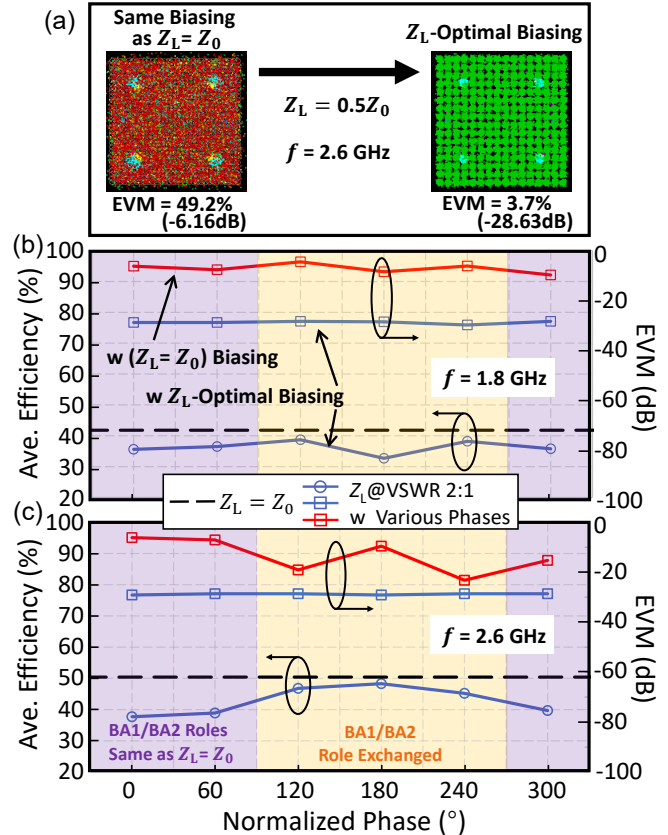 (a)
Same Biasing
as Z_L= Z_0
Z_L-Optimal Biasing
Z_L = 0.5Z_0
f = 2.6 GHz
EVM = 49.2%
(-6.16dB)
EVM = 3.7%
(-28.63dB)
(b)
100
90
80
70
60
50
40
30
20
Ave. Efficiency (%)
0
-20
-40
-60
-80
-100
EVM (dB)
w (Z_L= Z_0) Biasing
f = 1.8 GHz
w Z_L-Optimal Biasing
Z_L = Z_0
Z_L@VSWR 2:1
w Various Phases
(c)
100
90
80
70
60
50
40
30
20
Ave. Efficiency (%)
0
-20
-40
-60
-80
-100
EVM (dB)
f = 2.6 GHz
BA1/BA2 Roles
Same as Z_L= Z_0
BA1/BA2
Role Exchanged
0 60 120 180 240 300
Normalized Phase (°)